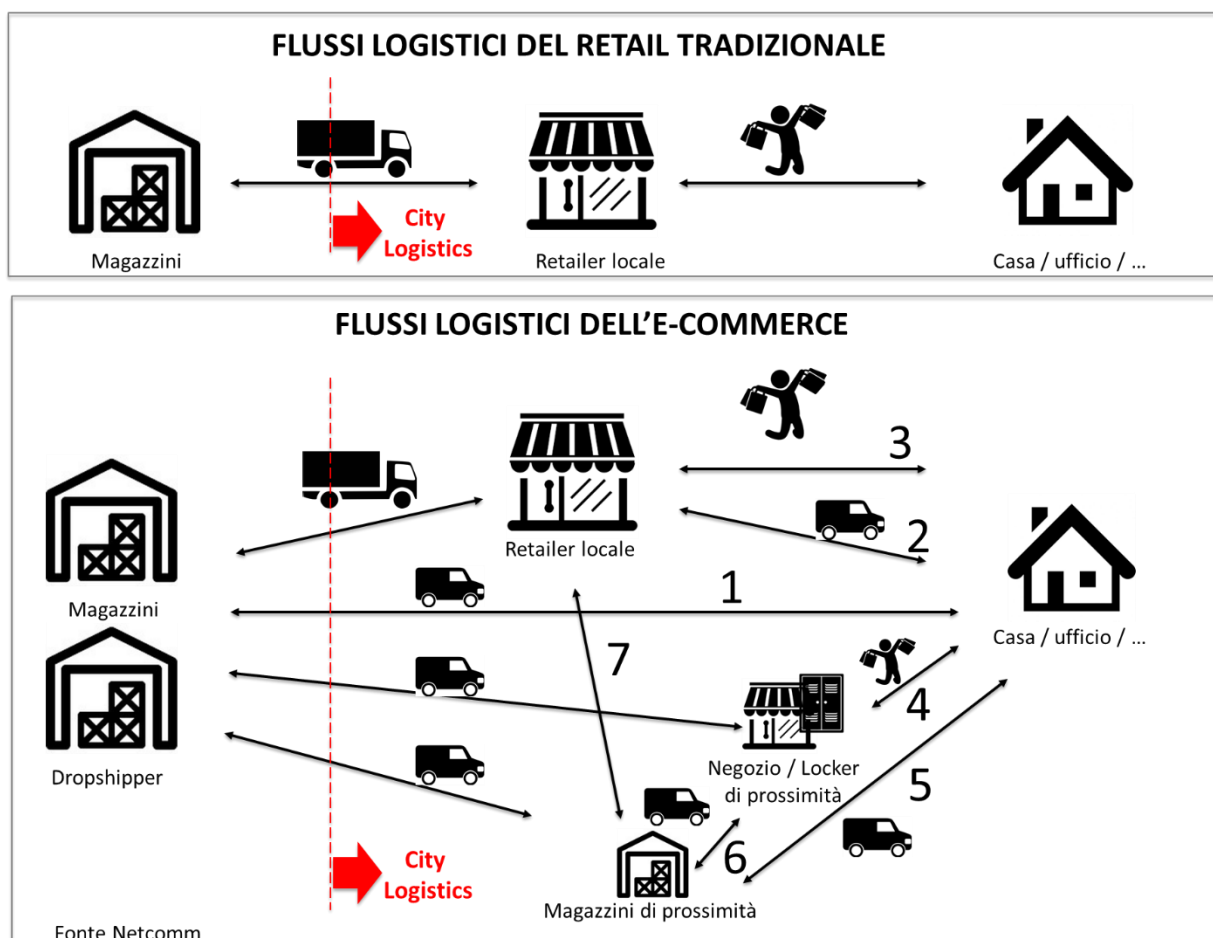 FLUSSI LOGISTICI DEL RETAIL TRADIZIONALE
City
Logistics
Magazzini
Retailer locale
Casa / ufficio / ...
FLUSSI LOGISTICI DELL'E-COMMERCE
3
2
Retailer locale
1
Magazzini
Casa / ufficio / ...
7
4
Dropshipper
Negozio / Locker
di prossimità
5
6
City
Logistics
Magazzini di prossimità
Fonte Netcomm